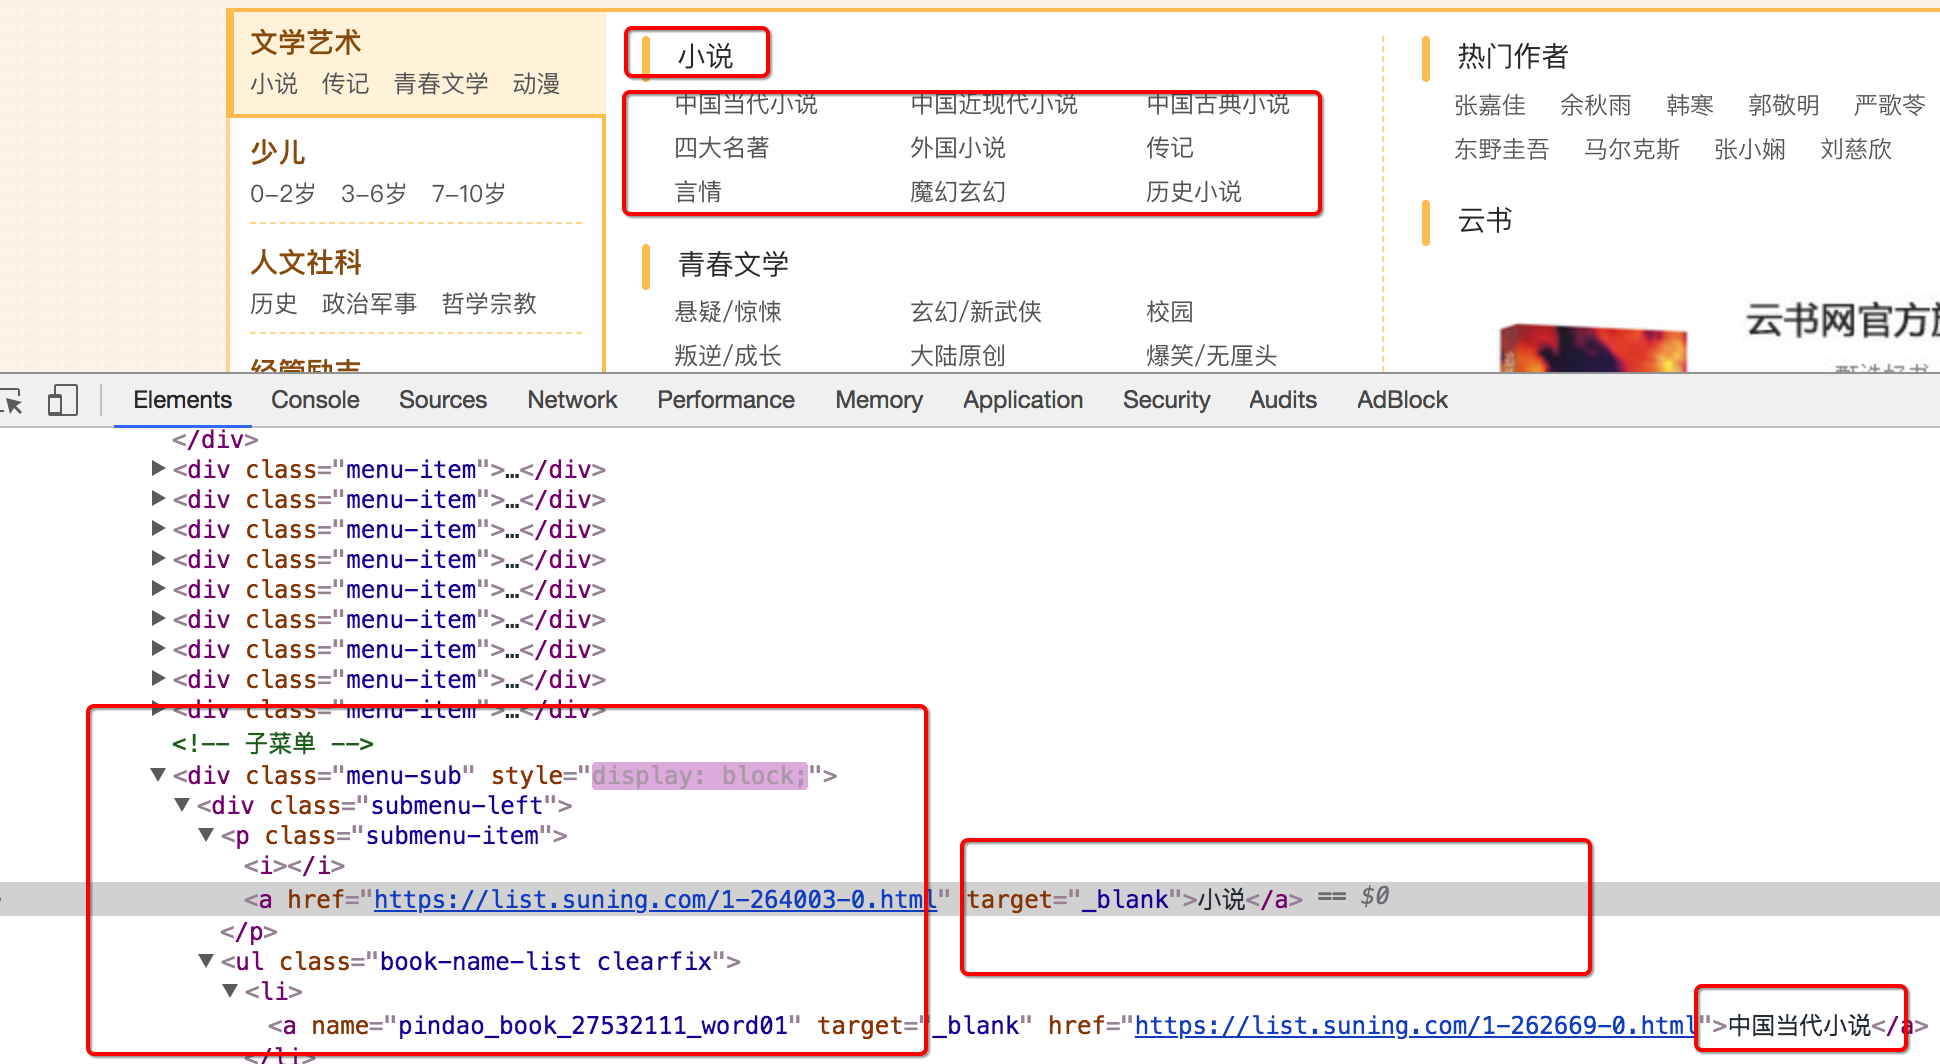 文学艺术
小说 传记 青春文学 动漫
少儿
0-2岁 3-6岁 7-10岁
人文社科
历史 政治军事 哲学宗教
经管励志
小说
中国当代小说 中国近现代小说 中国古典小说
四大名著 外国小说 传记
言情 魔幻玄幻 历史小说
青春文学
悬疑/惊悚 玄幻/新武侠 校园
叛逆/成长 大陆原创 爆笑/无厘头
热门作者
张嘉佳 余秋雨 韩寒 郭敬明 严歌苓
东野圭吾 马尔克斯 张小娴 刘慈欣
云书
云书网官方旗
甄选好书
Elements Console Sources Network Performance Memory Application Security Audits AdBlock
</div>
<div class="menu-item">…</div>
<div class="menu-item">…</div>
<div class="menu-item">…</div>
<div class="menu-item">…</div>
<div class="menu-item">…</div>
<div class="menu-item">…</div>
<div class="menu-item">…</div>
<div class="menu-item">…</div>
<div class="menu-item">…</div>
<!-- 子菜单 -->
<div class="menu-sub" style="display: block;">
<div class="submenu-left">
<p class="submenu-item">
<i></i>
<a href="https://list.suning.com/1-264003-0.html" target="_blank">小说</a> == $0
</p>
<ul class="book-name-list clearfix">
<li>
<a name="pindao_book_27532111_word01" target="_blank" href="https://list.suning.com/1-262669-0.html">中国当代小说</a>
</li>